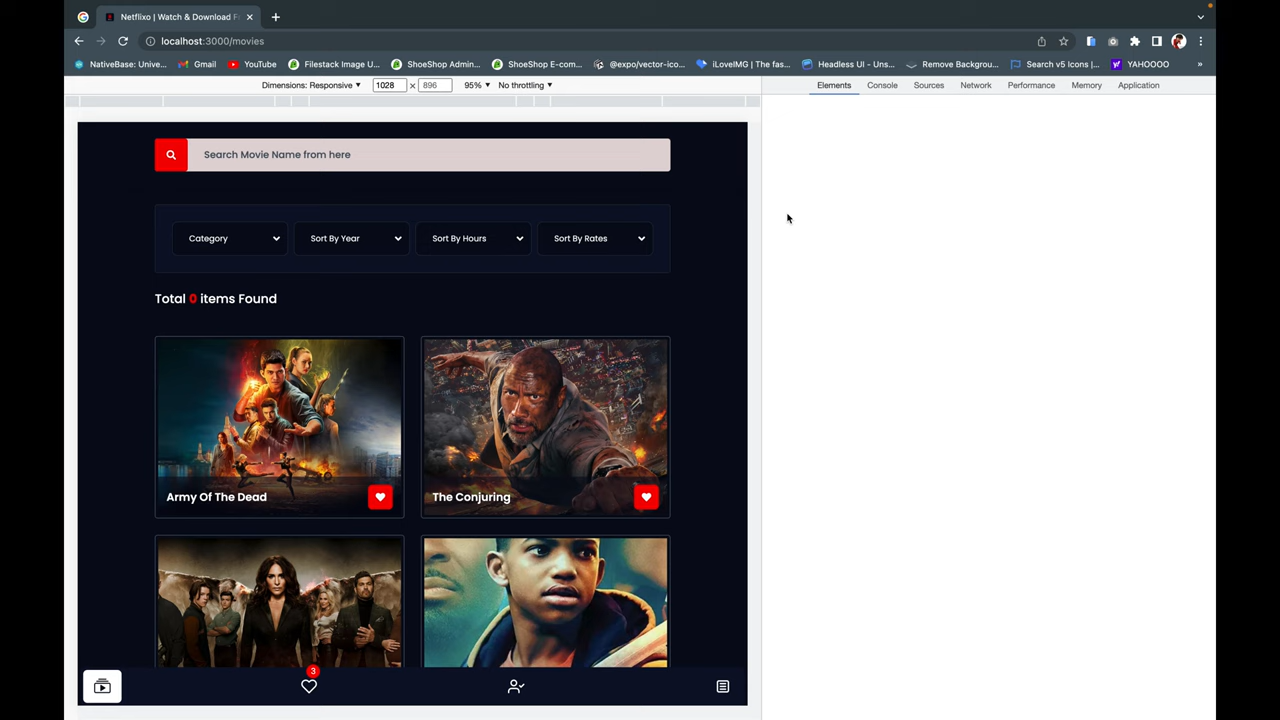 Netflixo | Watch & Download F
localhost:3000/movies
NativeBase: Unive... Gmail YouTube Filestack Image U... ShoeShop Admin... ShoeShop E-com... @expo/vector-ico... iLoveIMG | The fas... Headless UI - Uns... Remove Backgrou... Search v5 Icons |... YAHOOOO »
Dimensions: Responsive 1028 × 896 95% No throttling
Elements Console Sources Network Performance Memory Application
Search Movie Name from here
Category Sort By Year Sort By Hours Sort By Rates
Total 0 items Found
Army Of The Dead
The Conjuring
3